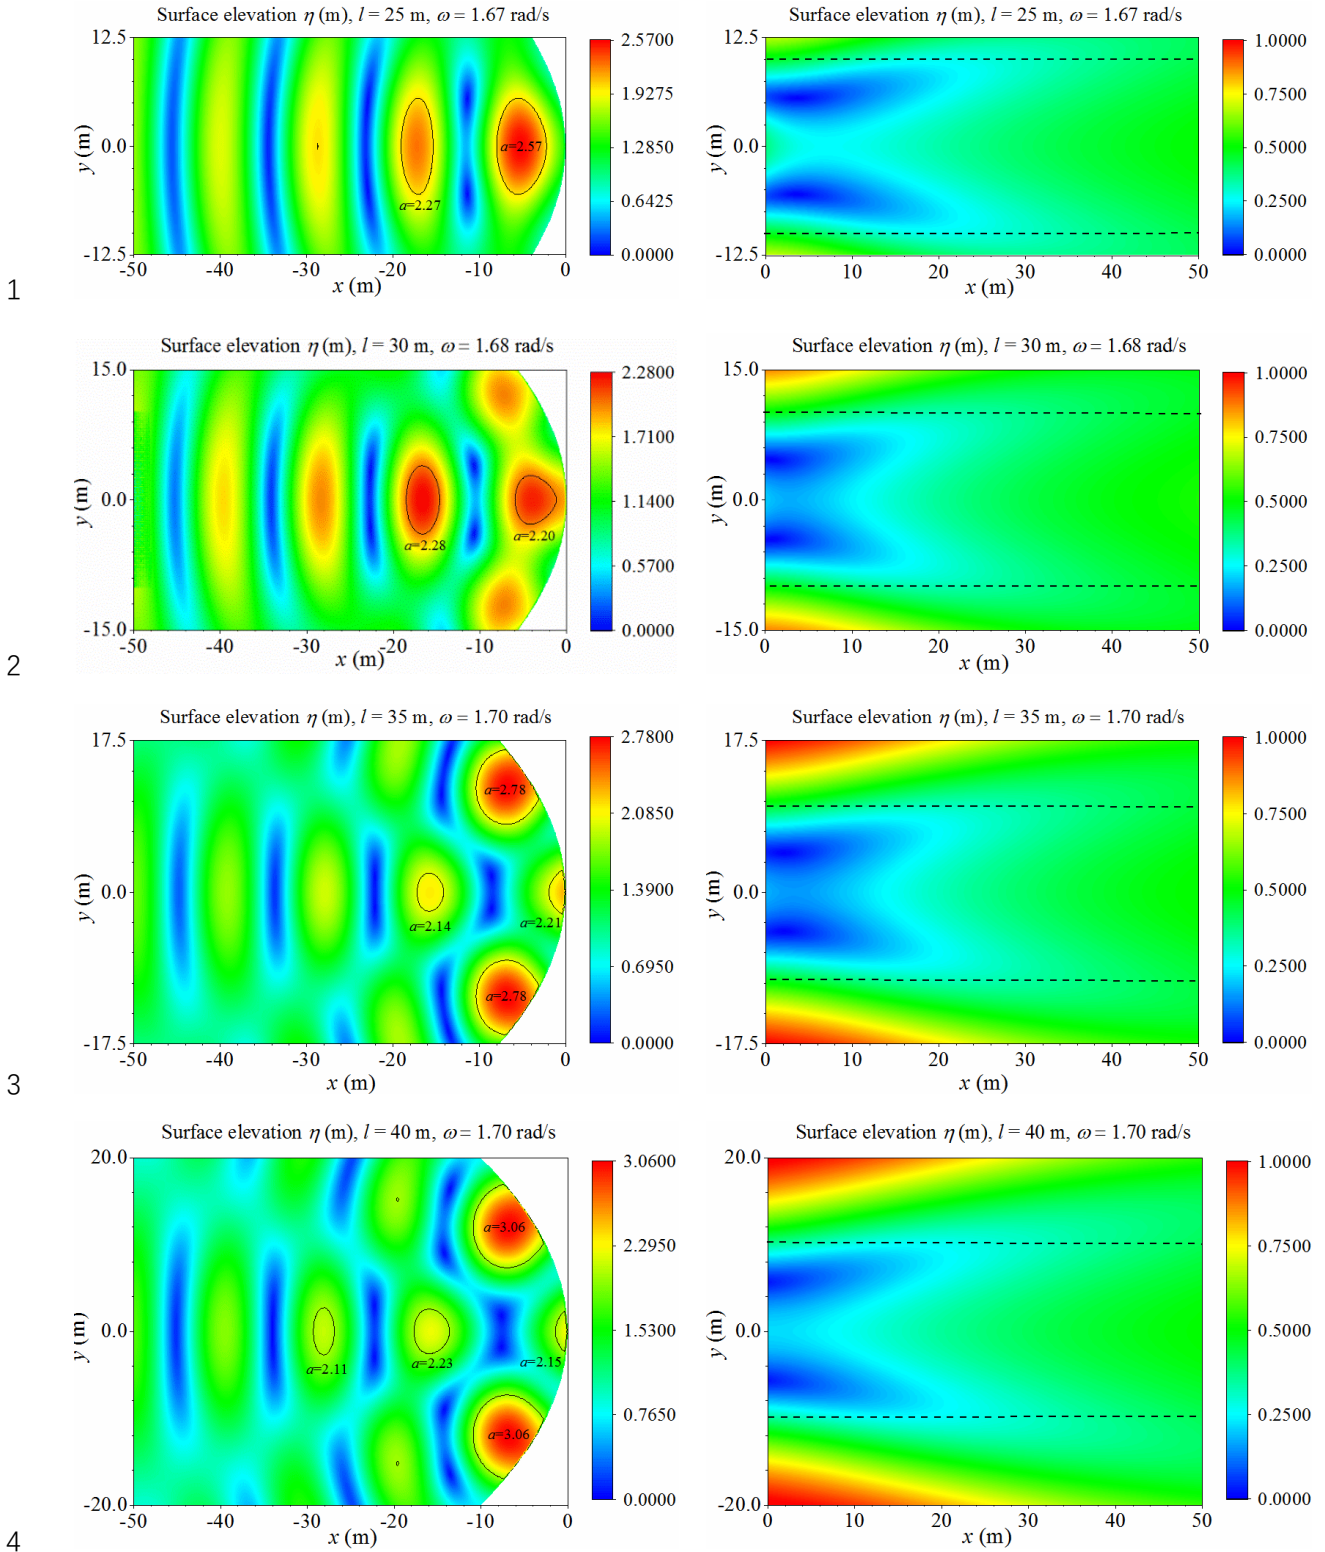 Surface elevation η (m), l = 25 m, ω = 1.67 rad/s
12.5
0.0
-12.5
y (m)
-50 -40 -30 -20 -10 0
x (m)
a=2.57
a=2.27
2.5700
1.9275
1.2850
0.6425
0.0000
Surface elevation η (m), l = 25 m, ω = 1.67 rad/s
12.5
0.0
-12.5
y (m)
0 10 20 30 40 50
x (m)
1.0000
0.7500
0.5000
0.2500
0.0000
1
Surface elevation η (m), l = 30 m, ω = 1.68 rad/s
15.0
0.0
-15.0
y (m)
-50 -40 -30 -20 -10 0
x (m)
a=2.28
a=2.20
2.2800
1.7100
1.1400
0.5700
0.0000
Surface elevation η (m), l = 30 m, ω = 1.68 rad/s
15.0
0.0
-15.0
y (m)
0 10 20 30 40 50
x (m)
1.0000
0.7500
0.5000
0.2500
0.0000
2
Surface elevation η (m), l = 35 m, ω = 1.70 rad/s
17.5
0.0
-17.5
y (m)
-50 -40 -30 -20 -10 0
x (m)
a=2.78
a=2.14
a=2.21
a=2.78
2.7800
2.0850
1.3900
0.6950
0.0000
Surface elevation η (m), l = 35 m, ω = 1.70 rad/s
17.5
0.0
-17.5
y (m)
0 10 20 30 40 50
x (m)
1.0000
0.7500
0.5000
0.2500
0.0000
3
Surface elevation η (m), l = 40 m, ω = 1.70 rad/s
20.0
0.0
-20.0
y (m)
-50 -40 -30 -20 -10 0
x (m)
a=3.06
a=2.11
a=2.23
a=2.15
a=3.06
3.0600
2.2950
1.5300
0.7650
0.0000
Surface elevation η (m), l = 40 m, ω = 1.70 rad/s
20.0
0.0
-20.0
y (m)
0 10 20 30 40 50
x (m)
1.0000
0.7500
0.5000
0.2500
0.0000
4